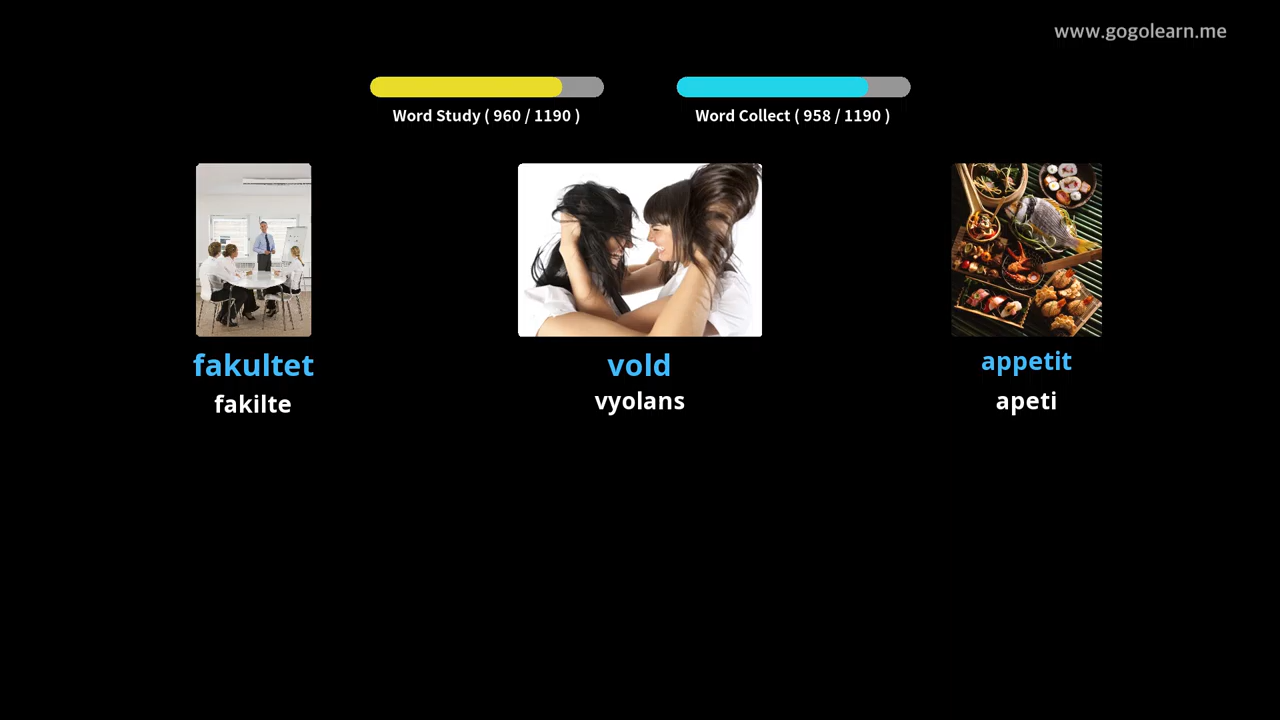 www.gogolearn.me
Word Study ( 960 / 1190 )
Word Collect ( 958 / 1190 )
fakultet
fakilte
vold
vyolans
appetit
apeti